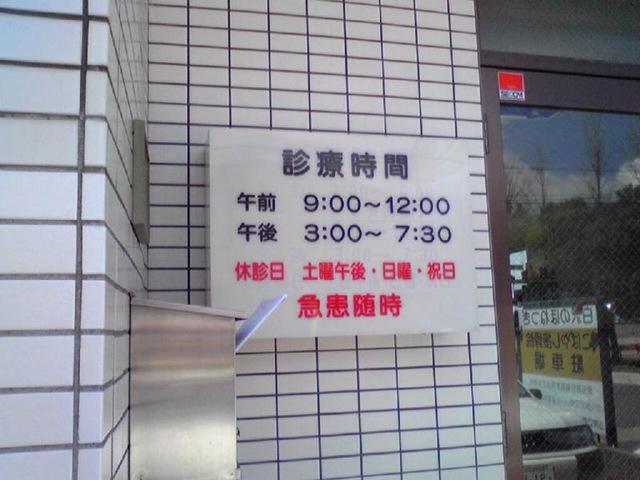 診療時間
午前 9:00～12:00
午後 3:00～ 7:30
休診日 土曜午後・日曜・祝日
急患随時
SECOM
駐車場